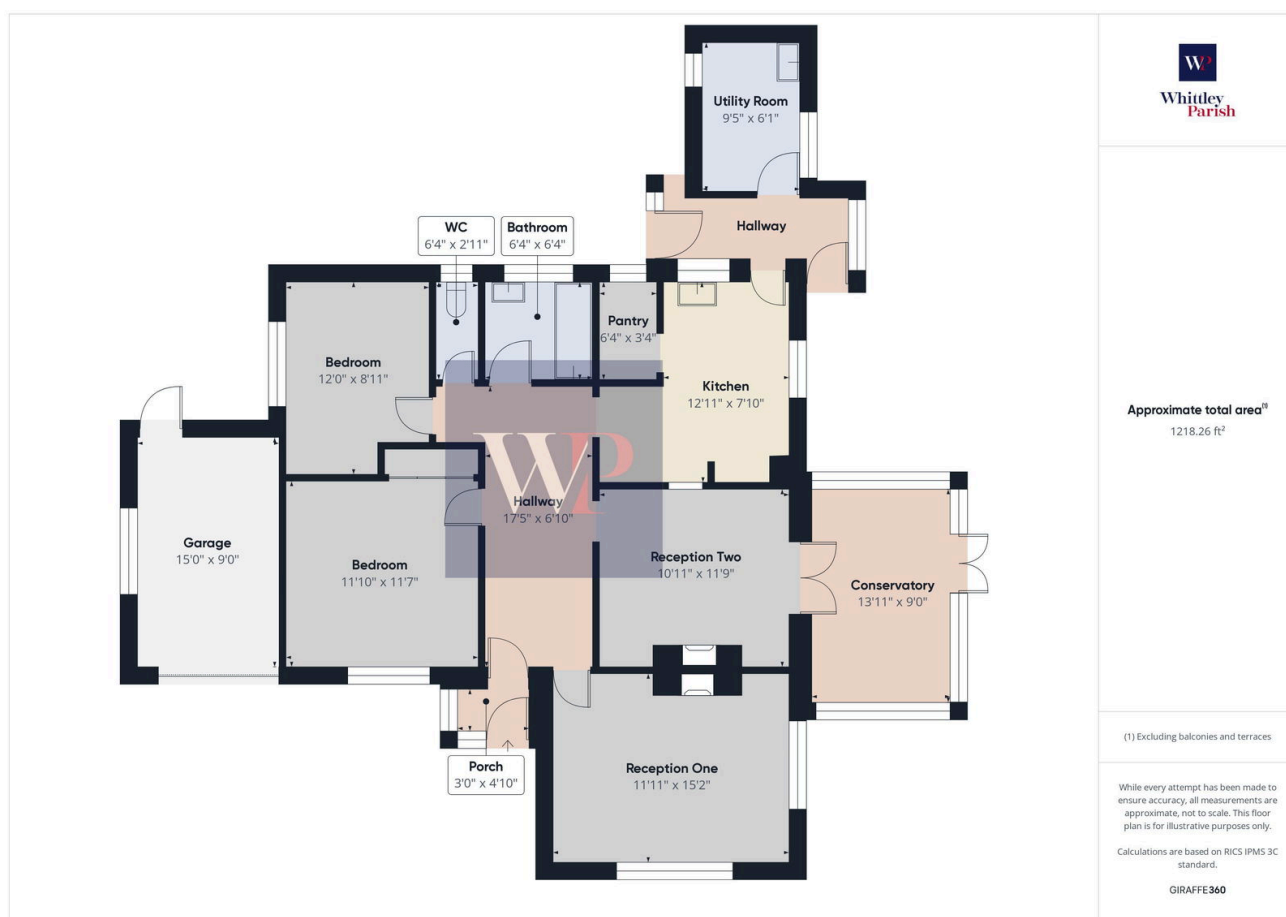 Utility Room
9'5" x 6'1"
Hallway
WC
6'4" x 2'11"
Bathroom
6'4" x 6'4"
Pantry
6'4" x 3'4"
Bedroom
12'0" x 8'11"
Kitchen
12'11" x 7'10"
WP
Hallway
17'5" x 6'10"
Garage
15'0" x 9'0"
Bedroom
11'10" x 11'7"
Reception Two
10'11" x 11'9"
Conservatory
13'11" x 9'0"
Porch
3'0" x 4'10"
Reception One
11'11" x 15'2"
WP
Whittley
Parish
Approximate total area(1)
1218.26 ft²
(1) Excluding balconies and terraces
While every attempt has been made to
ensure accuracy, all measurements are
approximate, not to scale. This floor
plan is for illustrative purposes only.
Calculations are based on RICS IPMS 3C
standard.
GIRAFFE360